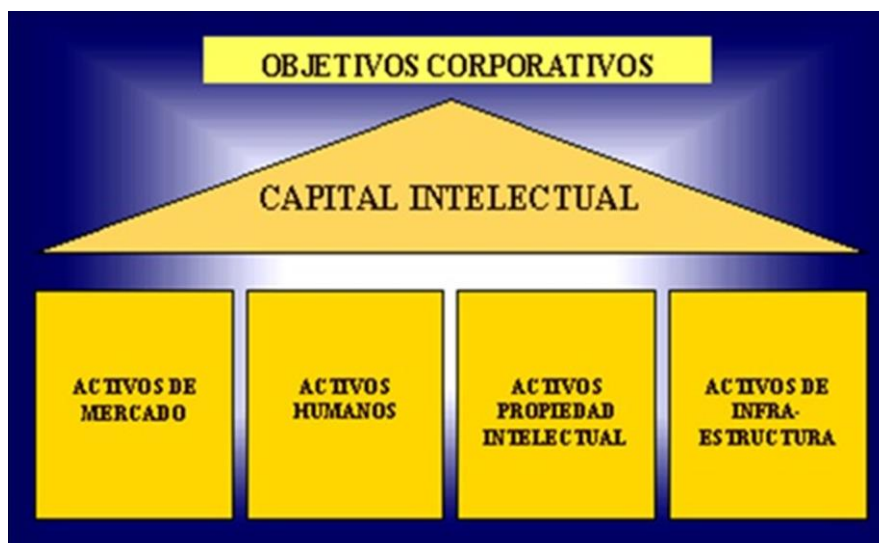 OBJETIVOS CORPORATIVOS
CAPITAL INTELECTUAL
ACTIVOS DE
MERCADO
ACTIVOS
HUMANOS
ACTIVOS
PROPIEDAD
INTELECTUAL
ACTIVOS DE
INFRA-
ESTRUCTURA